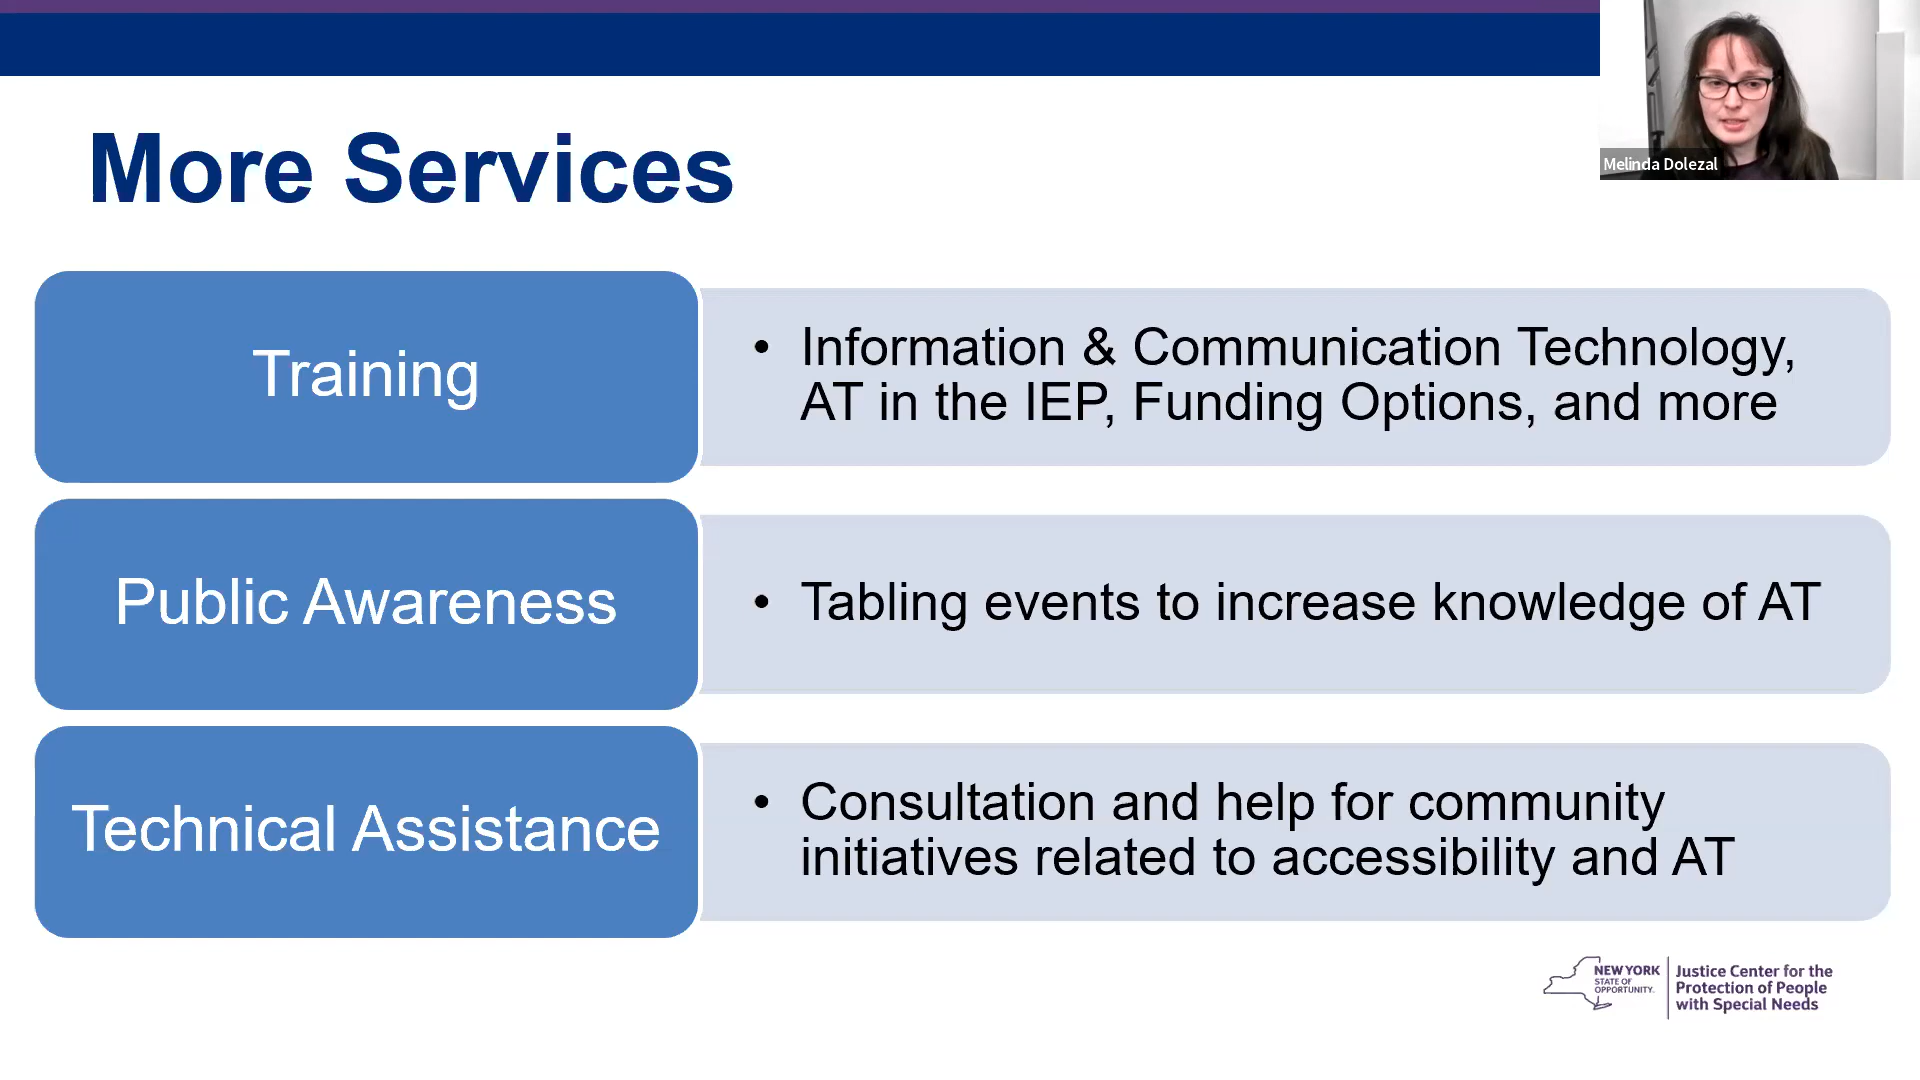 Melinda Dolezal
More Services
Training
• Information & Communication Technology,
AT in the IEP, Funding Options, and more
Public Awareness
• Tabling events to increase knowledge of AT
Technical Assistance
• Consultation and help for community
initiatives related to accessibility and AT
NEW YORK
STATE OF
OPPORTUNITY.
Justice Center for the
Protection of People
with Special Needs